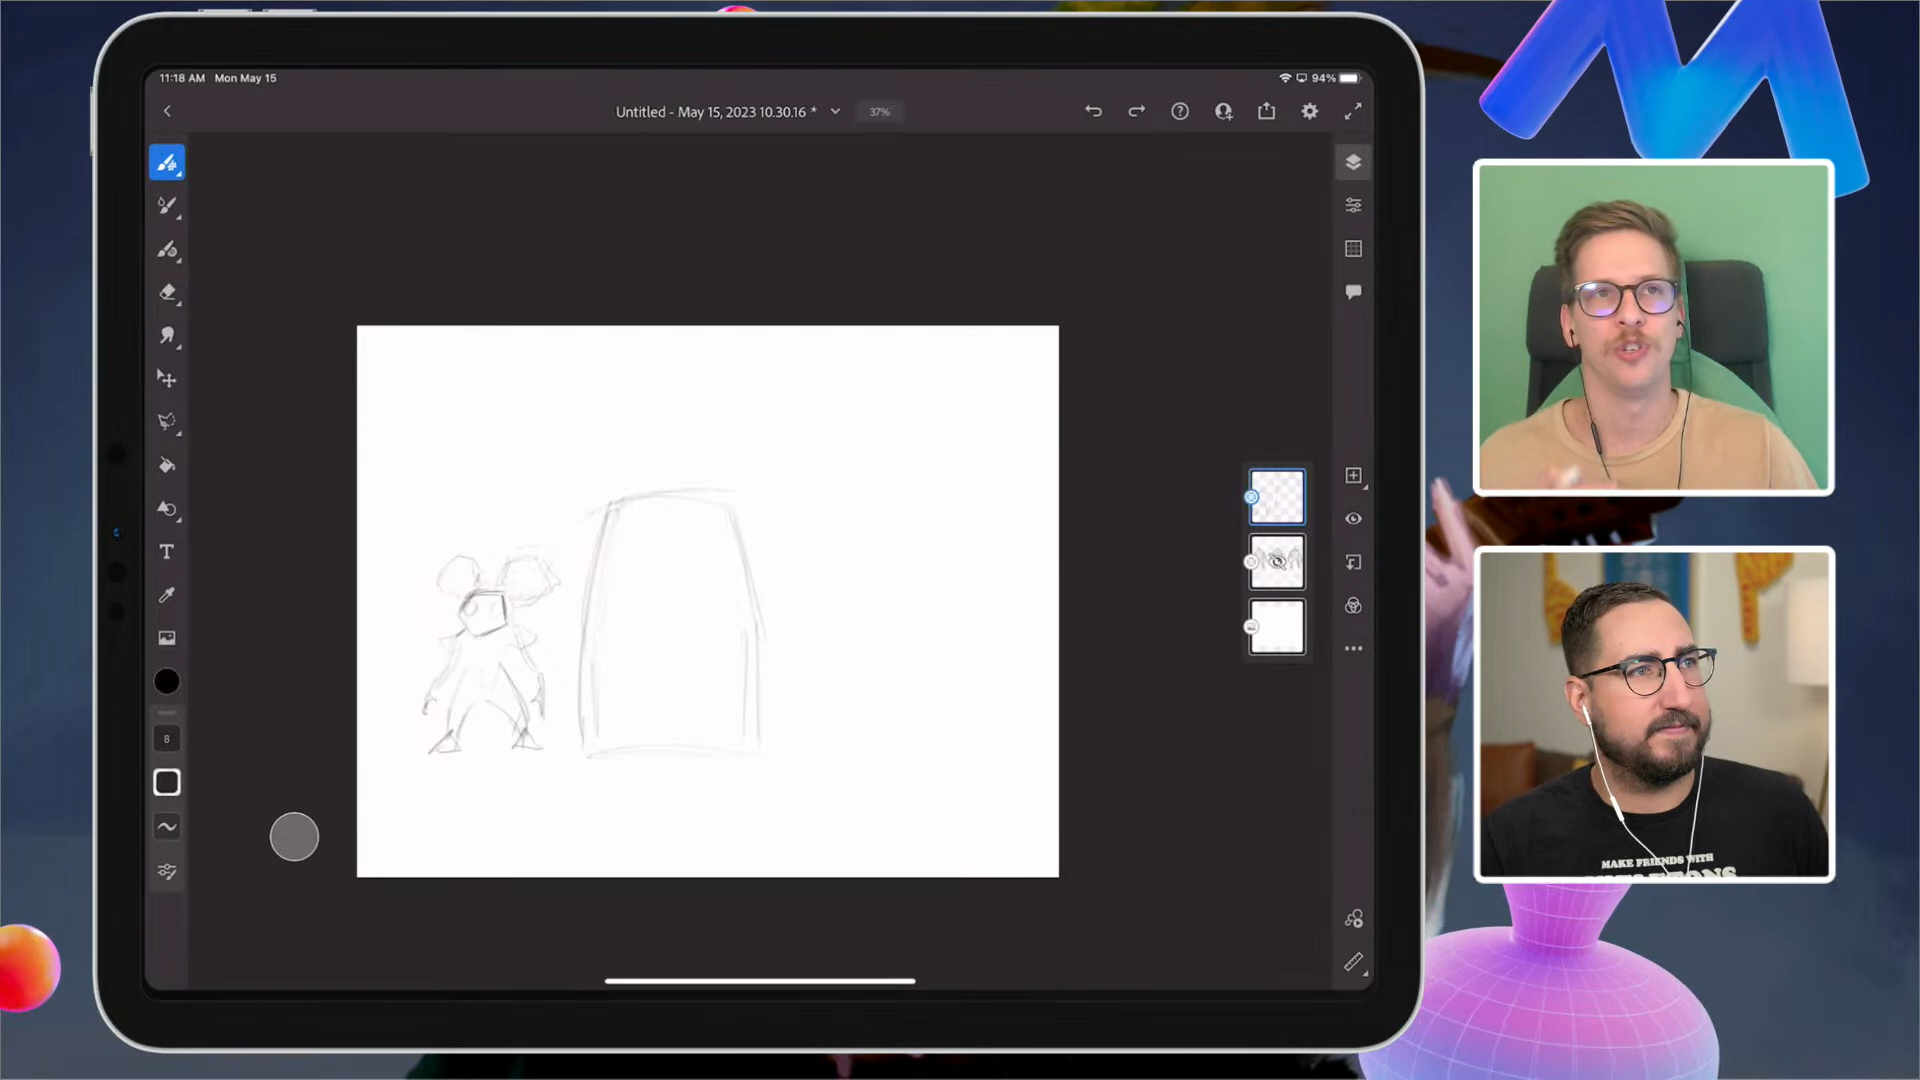 11:18 AM Mon May 15
94%
Untitled - May 15, 2023 10.30.16 *
37%
T
8
MAKE FRIENDS WITH